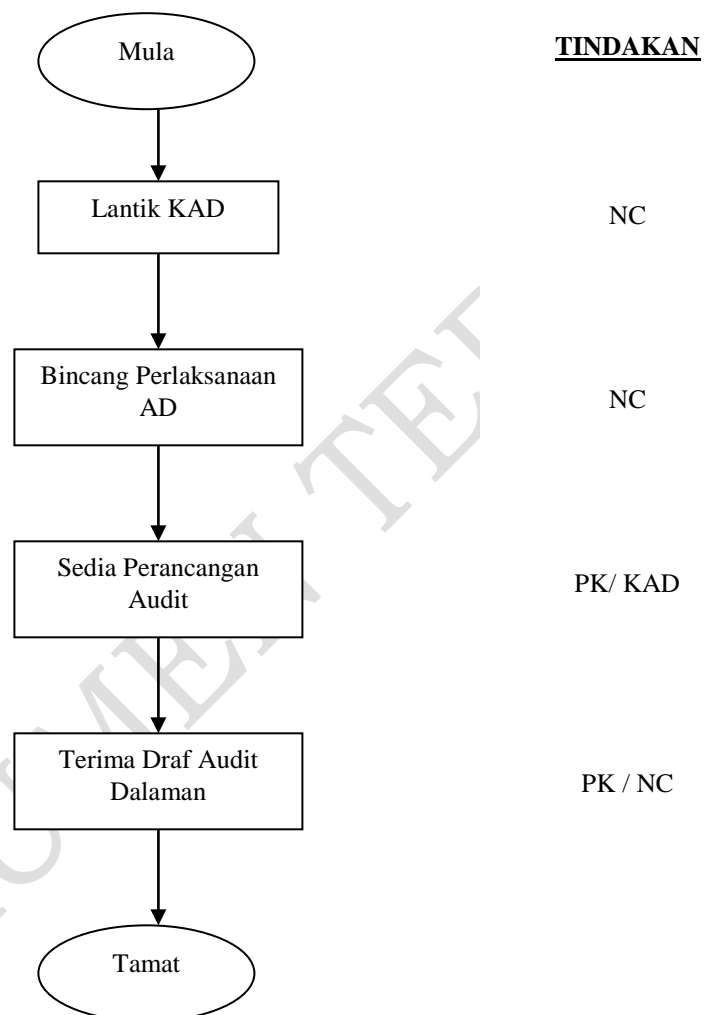 Mula
TINDAKAN
Lantik KAD
NC
Bincang Perlaksanaan
AD
NC
Sedia Perancangan
Audit
PK/ KAD
Terima Draf Audit
Dalaman
PK / NC
Tamat